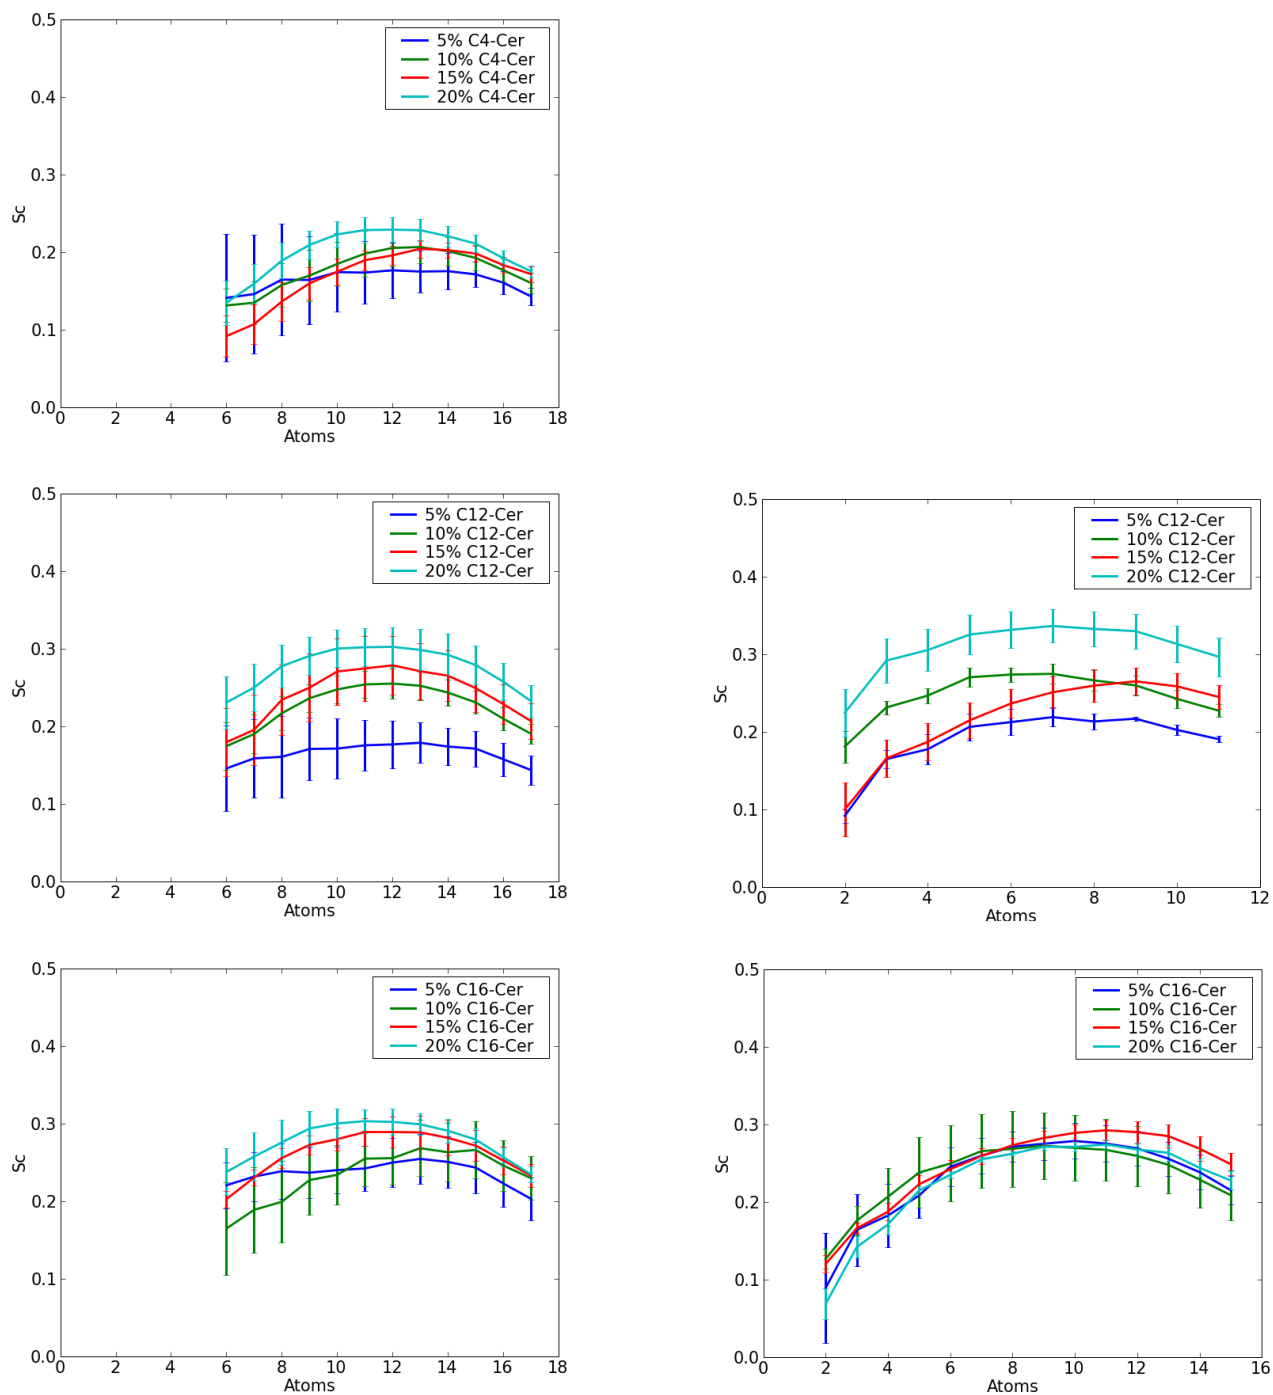 0.5
5% C4-Cer
10% C4-Cer
15% C4-Cer
20% C4-Cer
0.4
0.3
Sc
0.2
0.1
0.0
0 2 4 6 8 10 12 14 16 18
Atoms
0.5
5% C12-Cer
10% C12-Cer
15% C12-Cer
20% C12-Cer
0.4
0.3
Sc
0.2
0.1
0.0
0 2 4 6 8 10 12 14 16 18
Atoms
0.5
5% C12-Cer
10% C12-Cer
15% C12-Cer
20% C12-Cer
0.4
0.3
Sc
0.2
0.1
0.0
0 2 4 6 8 10 12
Atoms
0.5
5% C16-Cer
10% C16-Cer
15% C16-Cer
20% C16-Cer
0.4
0.3
Sc
0.2
0.1
0.0
0 2 4 6 8 10 12 14 16 18
Atoms
0.5
5% C16-Cer
10% C16-Cer
15% C16-Cer
20% C16-Cer
0.4
0.3
Sc
0.2
0.1
0.0
0 2 4 6 8 10 12 14 16
Atoms